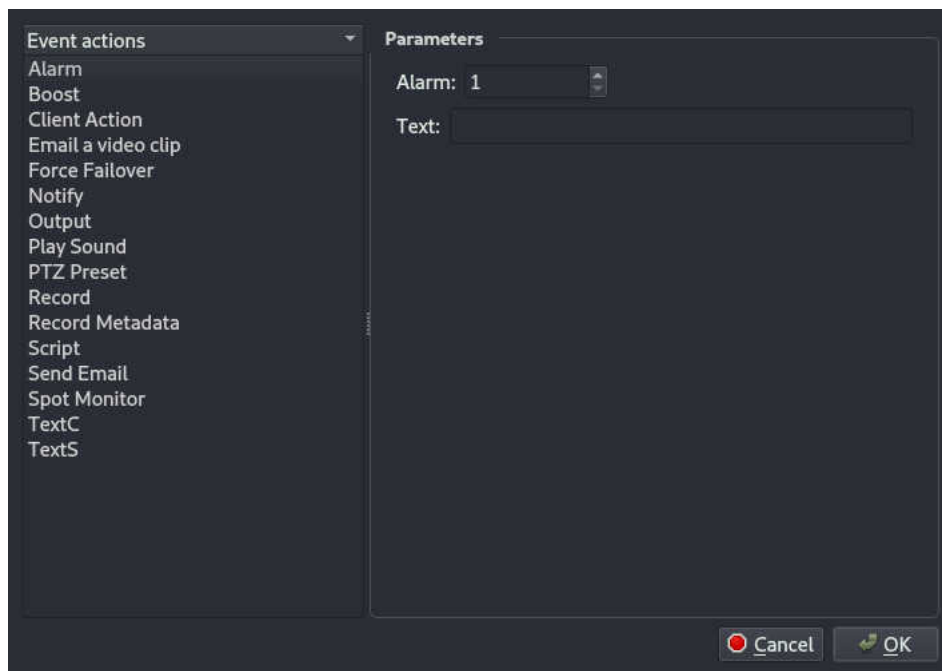 Event actions
Alarm
Boost
Client Action
Email a video clip
Force Failover
Notify
Output
Play Sound
PTZ Preset
Record
Record Metadata
Script
Send Email
Spot Monitor
TextC
TextS
Parameters
Alarm: 1
Text:
Cancel
OK